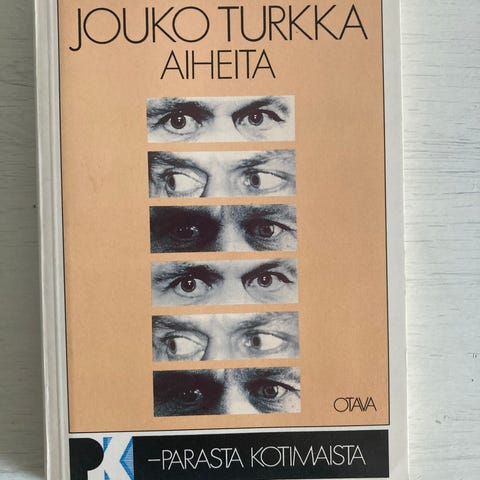 JOUKO TURKKA
AIHEITA
OTAVA
PK –PARASTA KOTIMAISTA